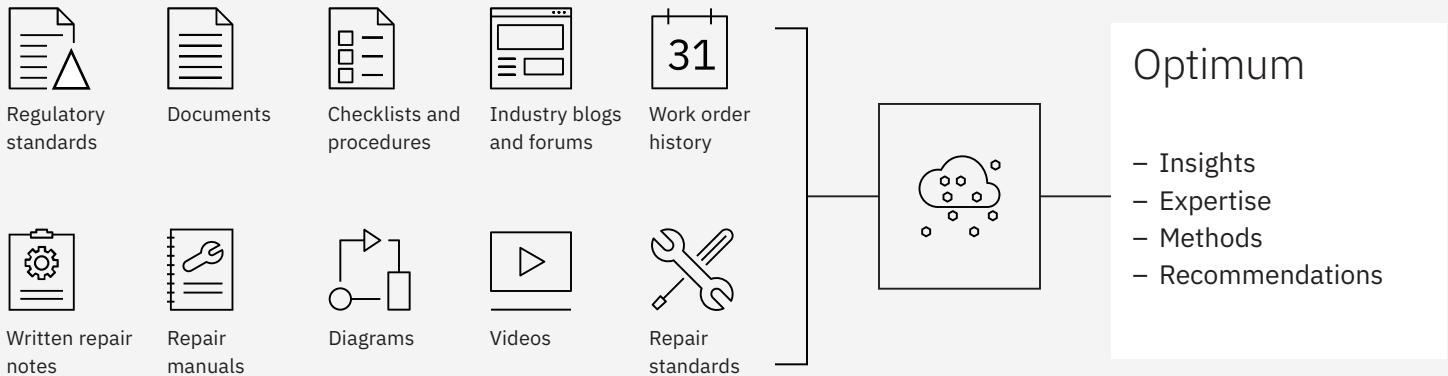 Regulatory
standards
Documents
Checklists and
procedures
Industry blogs
and forums
31
Work order
history
Written repair
notes
Repair
manuals
Diagrams
Videos
Repair
standards
Optimum
– Insights
– Expertise
– Methods
– Recommendations